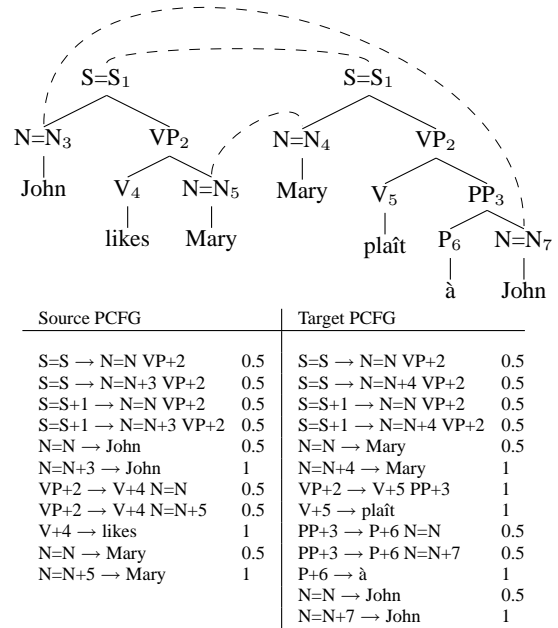 S=S₁ S=S₁
N=N₃ VP₂ N=N₄ VP₂
John V₄ N=N₅ Mary V₅ PP₃
likes Mary plaît P₆ N=N₇
à John
Source PCFG Target PCFG
S=S → N=N VP+2 0.5 S=S → N=N VP+2 0.5
S=S → N=N+3 VP+2 0.5 S=S → N=N+4 VP+2 0.5
S=S+1 → N=N VP+2 0.5 S=S+1 → N=N VP+2 0.5
S=S+1 → N=N+3 VP+2 0.5 S=S+1 → N=N+4 VP+2 0.5
N=N → John 0.5 N=N → Mary 0.5
N=N+3 → John 1 N=N+4 → Mary 1
VP+2 → V+4 N=N 0.5 VP+2 → V+5 PP+3 1
VP+2 → V+4 N=N+5 0.5 V+5 → plaît 1
V+4 → likes 1 PP+3 → P+6 N=N 0.5
N=N → Mary 0.5 PP+3 → P+6 N=N+7 0.5
N=N+5 → Mary 1 P+6 → à 1
N=N → John 0.5
N=N+7 → John 1